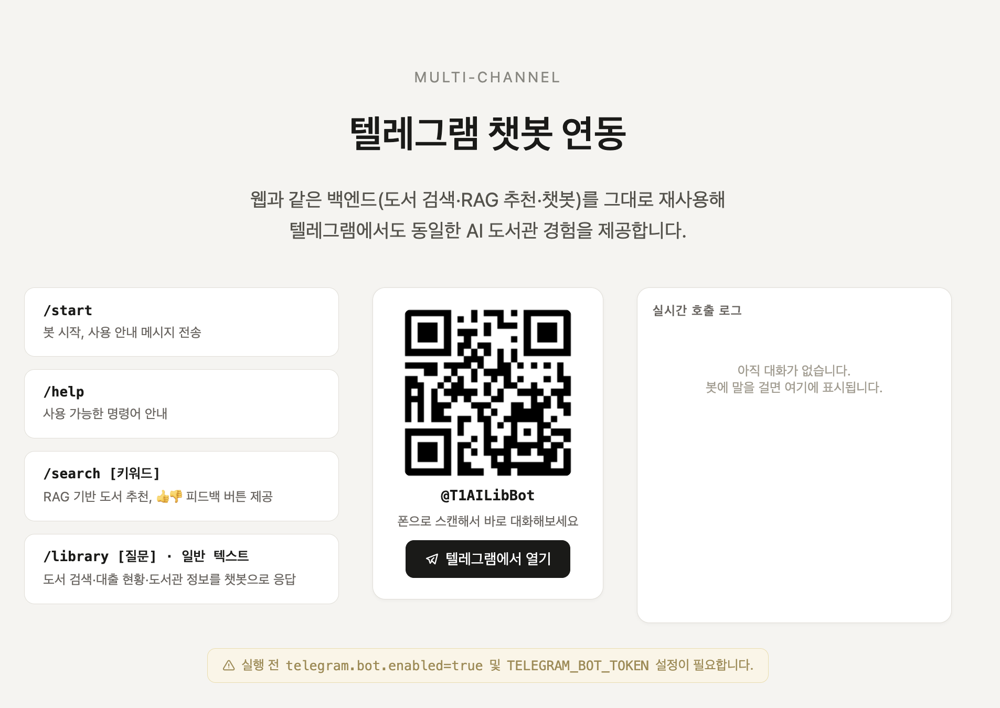 MULTI-CHANNEL
텔레그램 챗봇 연동
웹과 같은 백엔드(도서 검색·RAG 추천·챗봇)를 그대로 재사용해
텔레그램에서도 동일한 AI 도서관 경험을 제공합니다.
/start
봇 시작, 사용 안내 메시지 전송
/help
사용 가능한 명령어 안내
/search [키워드]
RAG 기반 도서 추천, 👍👎 피드백 버튼 제공
/library [질문] · 일반 텍스트
도서 검색·대출 현황·도서관 정보를 챗봇으로 응답
@T1AILibBot
폰으로 스캔해서 바로 대화해보세요
텔레그램에서 열기
실시간 호출 로그
아직 대화가 없습니다.
봇에 말을 걸면 여기에 표시됩니다.
⚠ 실행 전 telegram.bot.enabled=true 및 TELEGRAM_BOT_TOKEN 설정이 필요합니다.